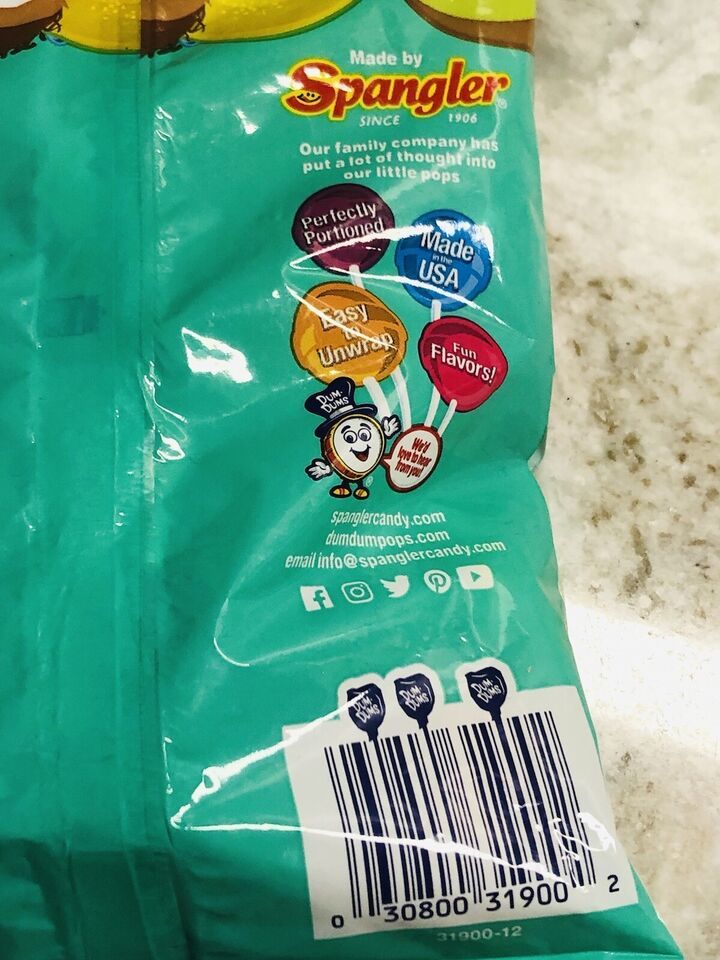 Made by
Spangler®
SINCE 1906
Our family company has
put a lot of thought into
our little pops
Perfectly
Portioned
Made
in the
USA
Easy
to
Unwrap
Fun
Flavors!
DUM-
DUMS
We'd
love to hear
from you!
spanglercandy.com
dumdumpops.com
email info@spanglercandy.com
DUM-
DUMS
DUM-
DUMS
DUM-
DUMS
0 30800 31900 2
31900-12